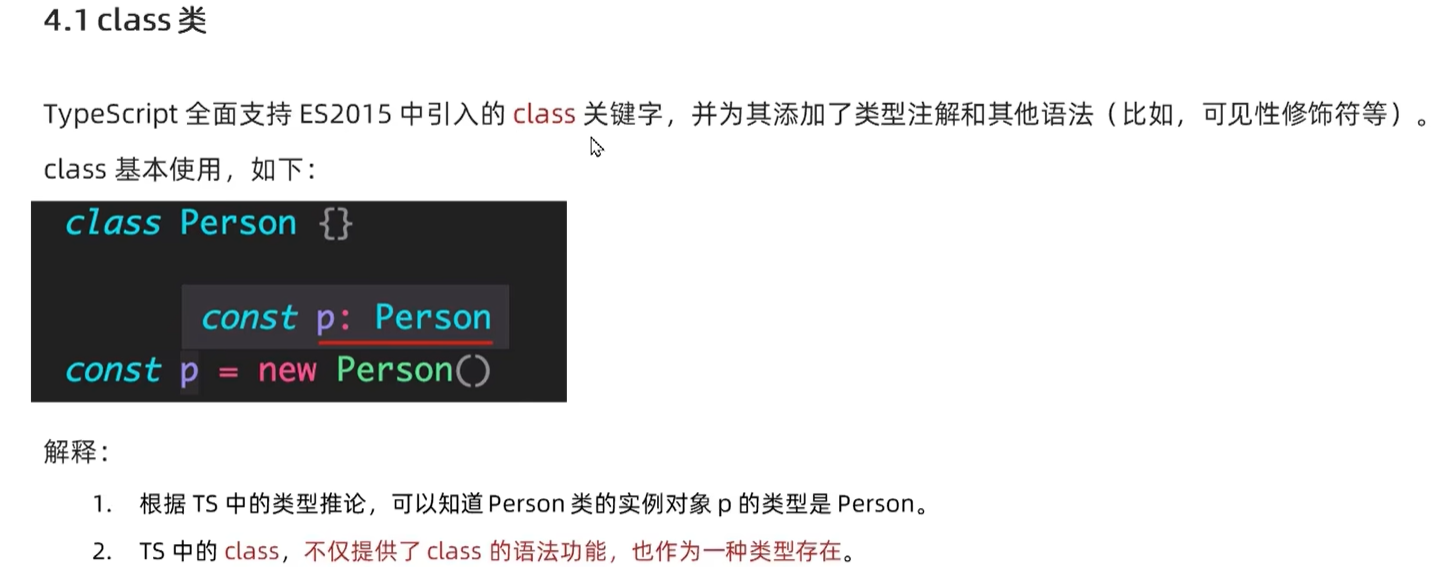 4.1 class 类
TypeScript 全面支持 ES2015 中引入的 class 关键字，并为其添加了类型注解和其他语法（比如，可见性修饰符等）。
class 基本使用，如下：
class Person {}
const p: Person
const p = new Person()
解释：
1. 根据 TS 中的类型推论，可以知道 Person 类的实例对象 p 的类型是 Person。
2. TS 中的 class，不仅提供了 class 的语法功能，也作为一种类型存在。